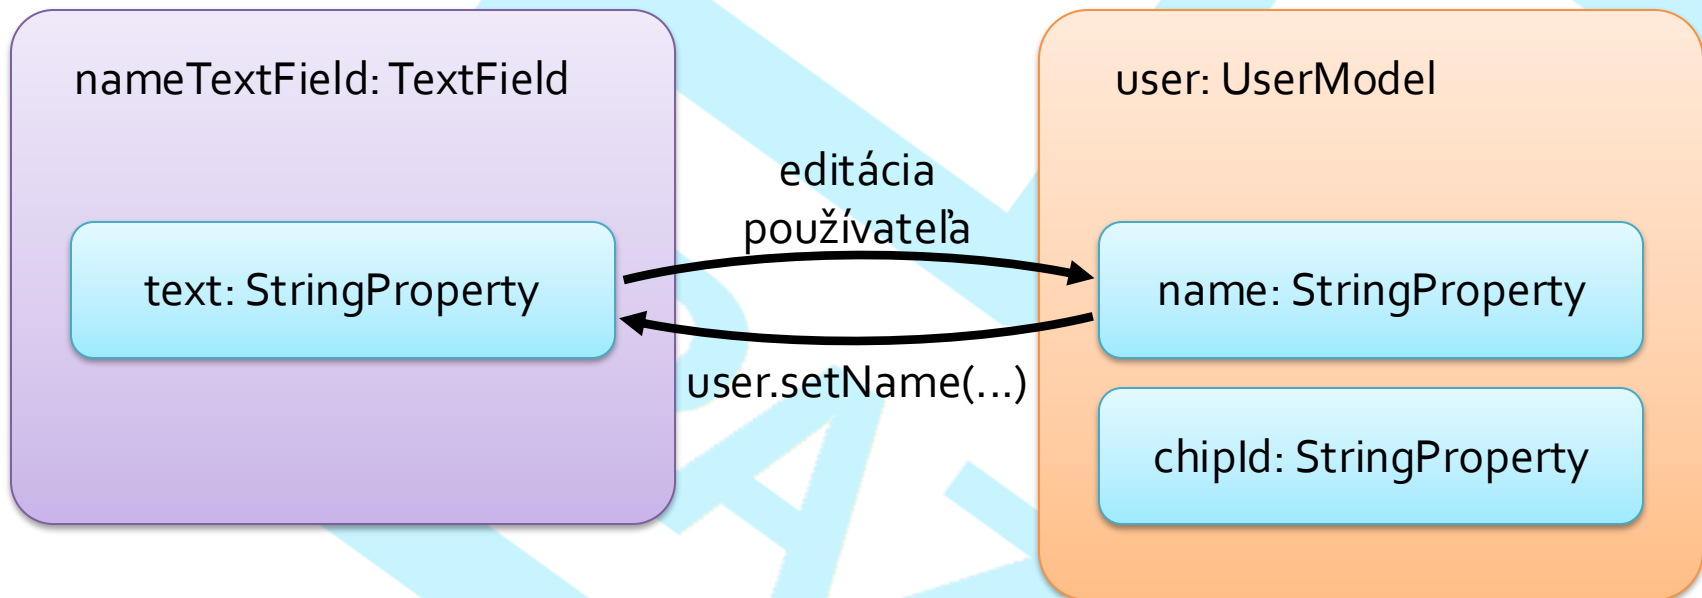 nameTextField: TextField
user: UserModel
editácia
používateľa
text: StringProperty
name: StringProperty
user.setName(...)
chipId: StringProperty